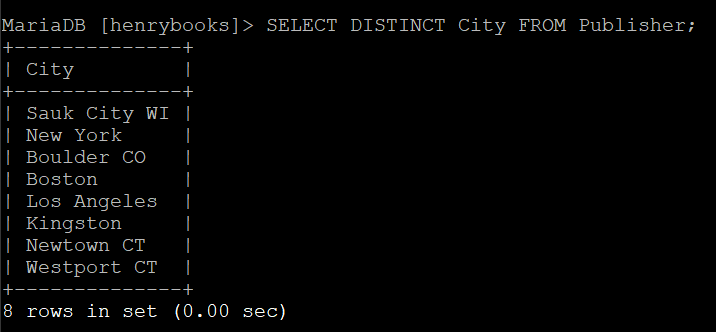 MariaDB [henrybooks]> SELECT DISTINCT City FROM Publisher;
+--------------+
| City         |
+--------------+
| Sauk City WI |
| New York     |
| Boulder CO   |
| Boston       |
| Los Angeles  |
| Kingston     |
| Newtown CT   |
| Westport CT  |
+--------------+
8 rows in set (0.00 sec)